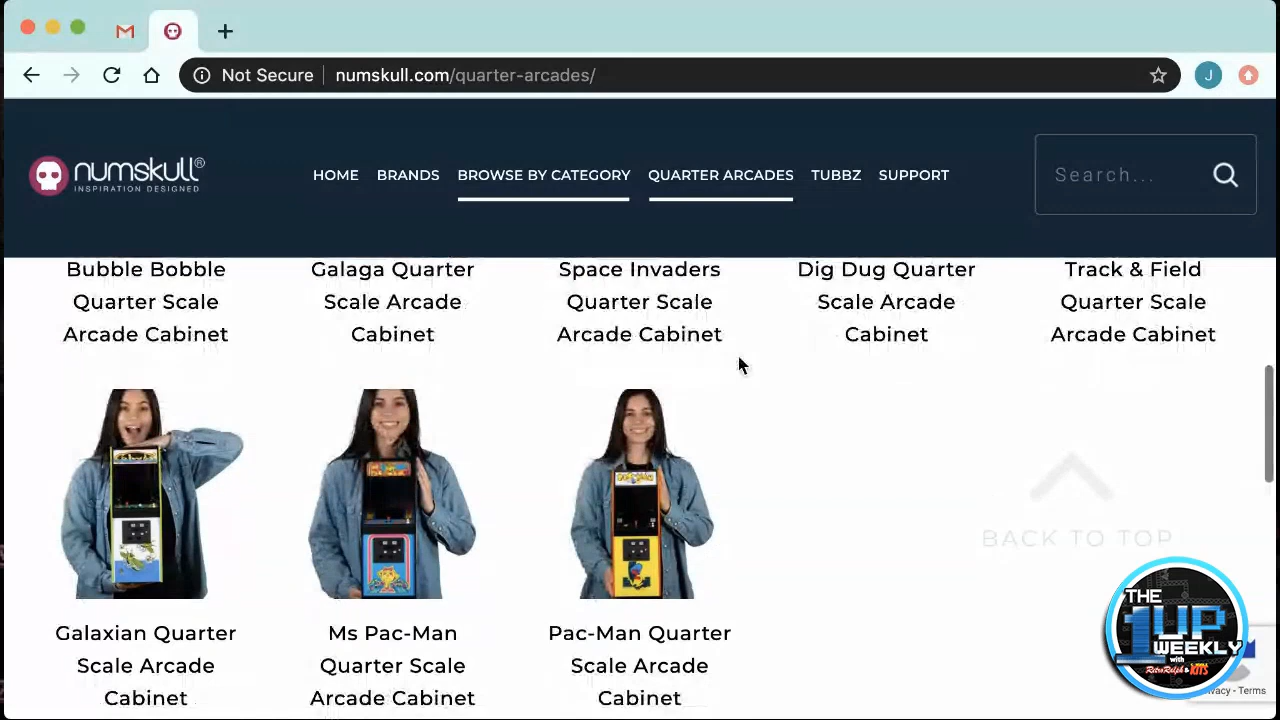 Not Secure
numskull.com/quarter-arcades/
J
numskull®
INSPIRATION DESIGNED
HOME
BRANDS
BROWSE BY CATEGORY
QUARTER ARCADES
TUBBZ
SUPPORT
Search...
Bubble Bobble
Quarter Scale
Arcade Cabinet
Galaga Quarter
Scale Arcade
Cabinet
Space Invaders
Quarter Scale
Arcade Cabinet
Dig Dug Quarter
Scale Arcade
Cabinet
Track & Field
Quarter Scale
Arcade Cabinet
BACK TO TOP
Galaxian Quarter
Scale Arcade
Cabinet
Ms Pac-Man
Quarter Scale
Arcade Cabinet
Pac-Man Quarter
Scale Arcade
Cabinet
THE
1UP
WEEKLY
with
RetroRalph & KITS
Privacy - Terms